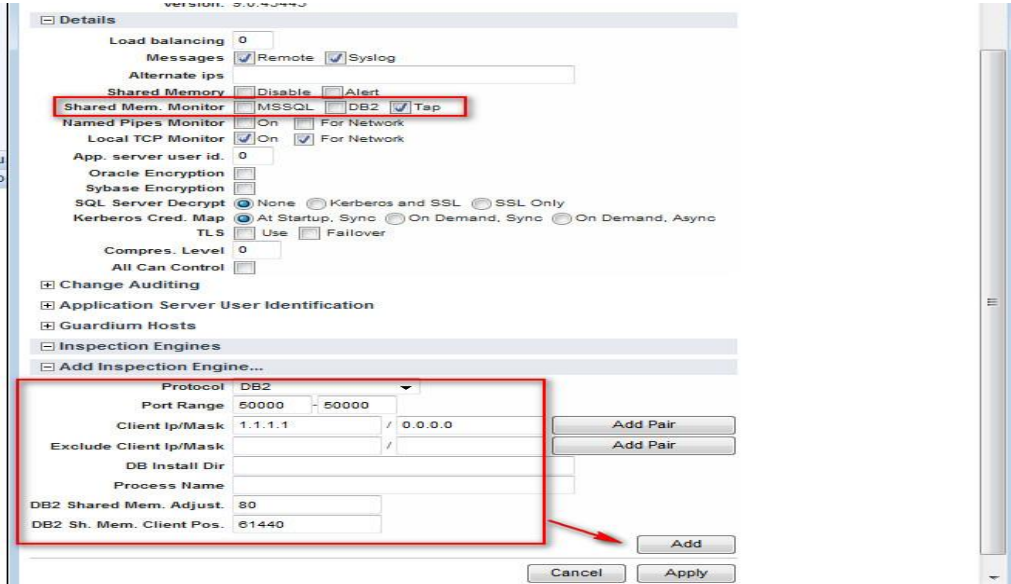 Version: 9.0.45445
Details
Load balancing 0
Messages Remote Syslog
Alternate ips
Shared Memory Disable Alert
Shared Mem. Monitor MSSQL DB2 Tap
Named Pipes Monitor On For Network
Local TCP Monitor On For Network
App. server user id. 0
Oracle Encryption
Sybase Encryption
SQL Server Decrypt None Kerberos and SSL SSL Only
Kerberos Cred. Map At Startup, Sync On Demand, Sync On Demand, Async
TLS Use Failover
Compres. Level 0
All Can Control
Change Auditing
Application Server User Identification
Guardium Hosts
Inspection Engines
Add Inspection Engine...
Protocol DB2
Port Range 50000 - 50000
Client Ip/Mask 1.1.1.1 / 0.0.0.0 Add Pair
Exclude Client Ip/Mask / Add Pair
DB Install Dir
Process Name
DB2 Shared Mem. Adjust. 80
DB2 Sh. Mem. Client Pos. 61440
Add
Cancel Apply